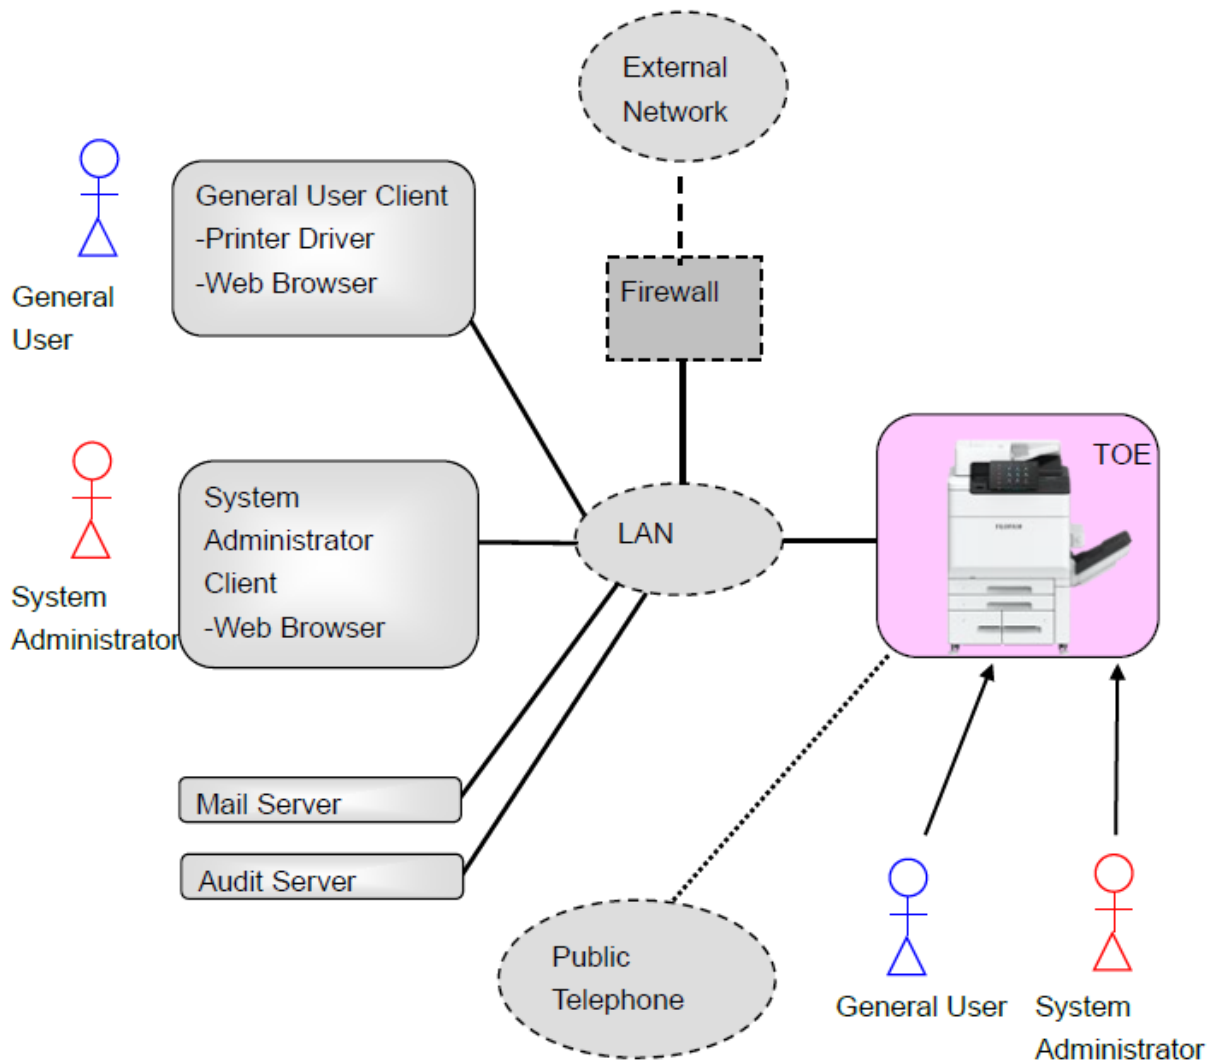 External
Network
General User Client
-Printer Driver
-Web Browser
General
User
Firewall
TOE
System
Administrator
Client
-Web Browser
LAN
FUJIFILM
System
Administrator
Mail Server
Audit Server
Public
Telephone
General User
System
Administrator